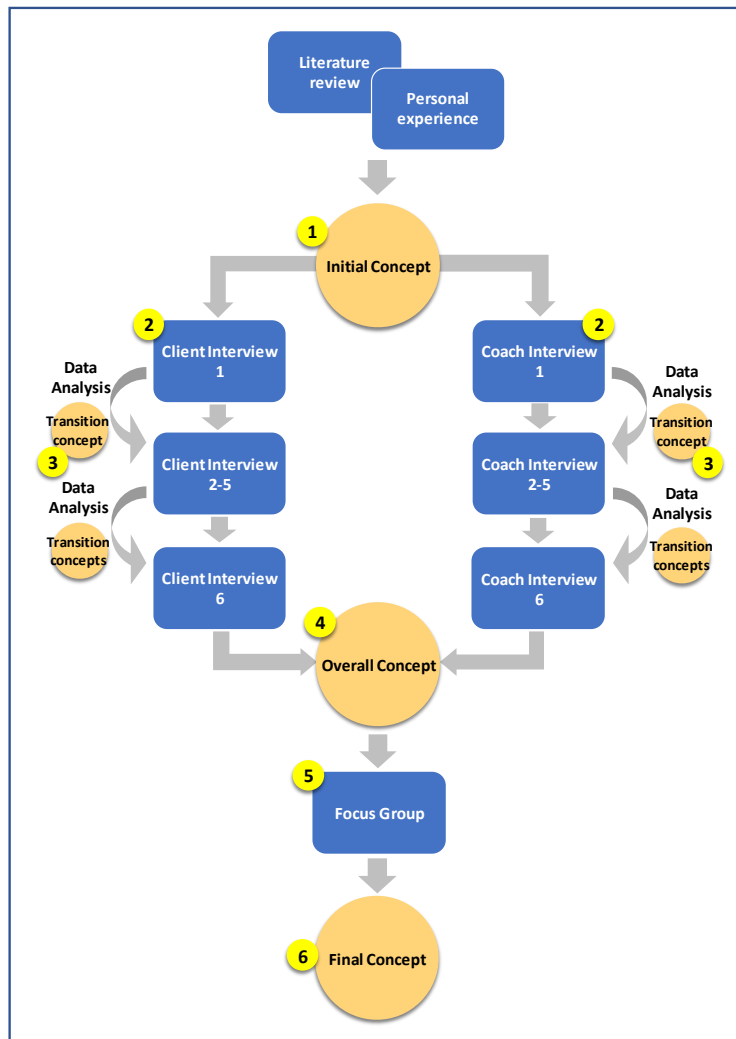 Literature
review
Personal
experience
1
Initial Concept
2
Client Interview
1
2
Coach Interview
1
Data
Analysis
Transition
concept
3
Data
Analysis
Transition
concept
3
Client Interview
2-5
Coach Interview
2-5
Data
Analysis
Transition
concepts
Data
Analysis
Transition
concepts
Client Interview
6
Coach Interview
6
4
Overall Concept
5
Focus Group
6
Final Concept